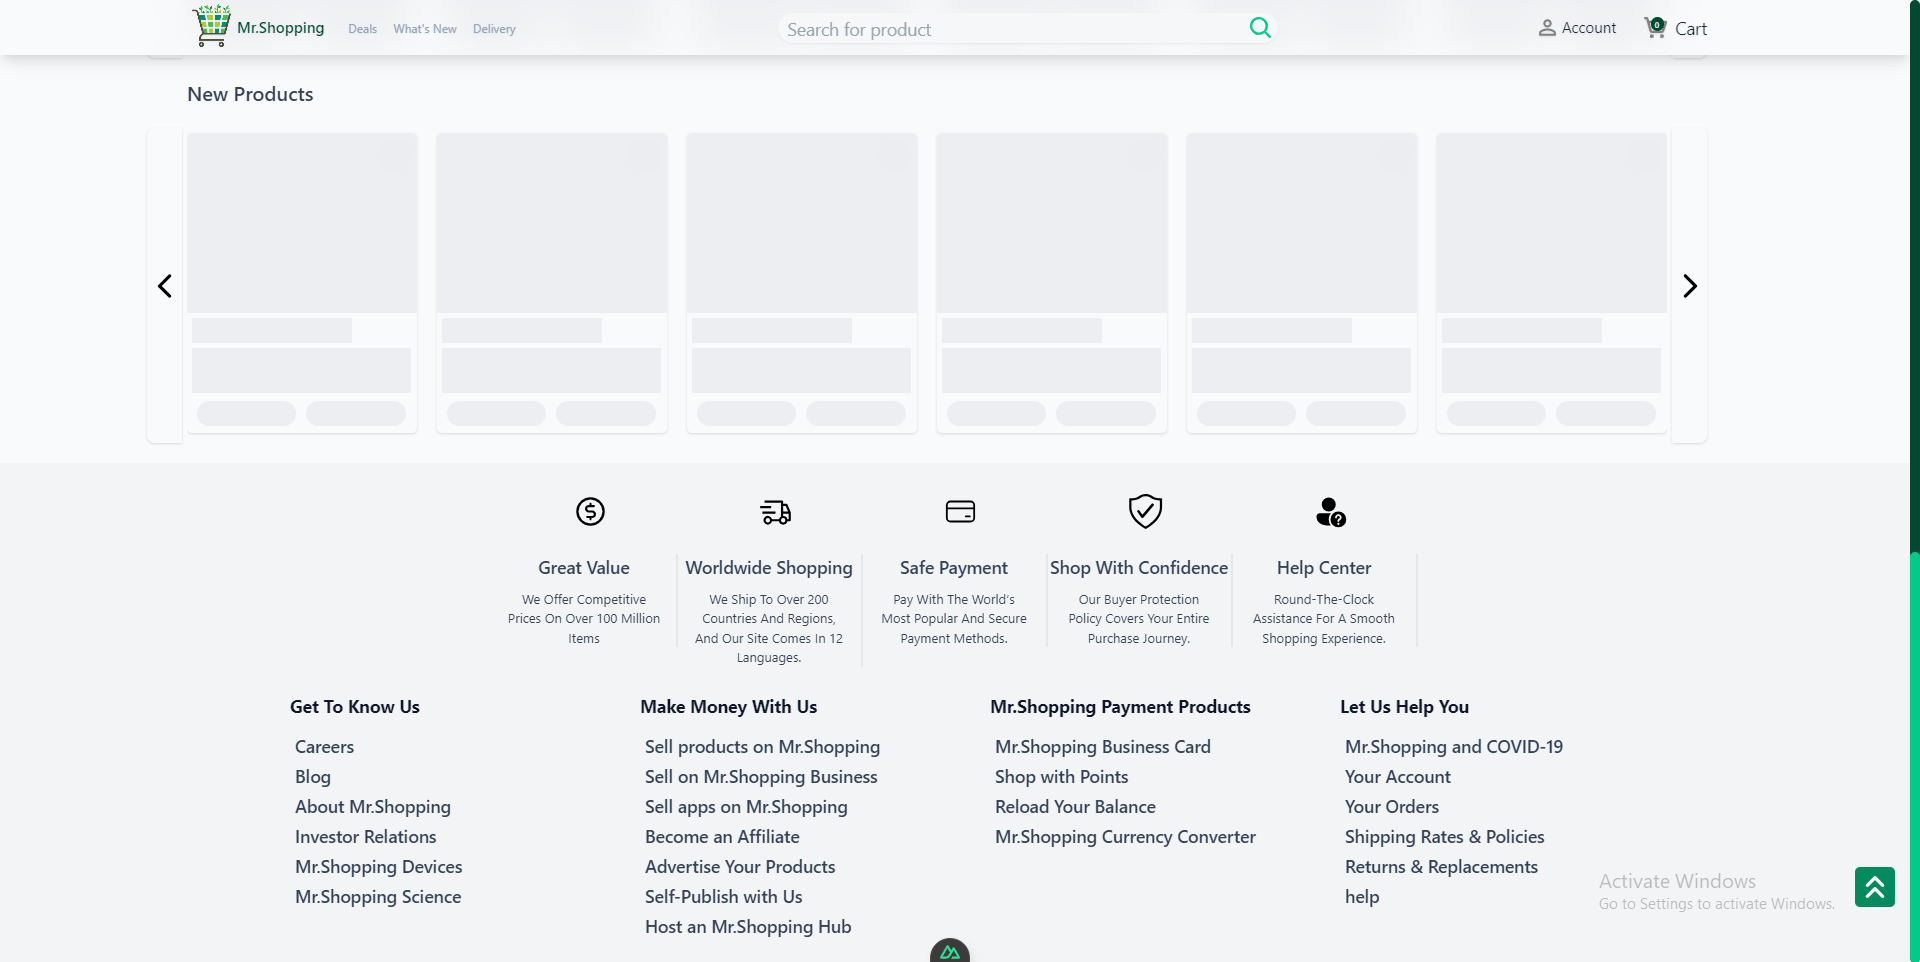 Mr.Shopping
Deals
What's New
Delivery
Search for product
Account
0
Cart
New Products
Great Value
We Offer Competitive
Prices On Over 100 Million
Items
Worldwide Shopping
We Ship To Over 200
Countries And Regions,
And Our Site Comes In 12
Languages.
Safe Payment
Pay With The World's
Most Popular And Secure
Payment Methods.
Shop With Confidence
Our Buyer Protection
Policy Covers Your Entire
Purchase Journey.
Help Center
Round-The-Clock
Assistance For A Smooth
Shopping Experience.
Get To Know Us
Careers
Blog
About Mr.Shopping
Investor Relations
Mr.Shopping Devices
Mr.Shopping Science
Make Money With Us
Sell products on Mr.Shopping
Sell on Mr.Shopping Business
Sell apps on Mr.Shopping
Become an Affiliate
Advertise Your Products
Self-Publish with Us
Host an Mr.Shopping Hub
Mr.Shopping Payment Products
Mr.Shopping Business Card
Shop with Points
Reload Your Balance
Mr.Shopping Currency Converter
Let Us Help You
Mr.Shopping and COVID-19
Your Account
Your Orders
Shipping Rates & Policies
Returns & Replacements
help
Activate Windows
Go to Settings to activate Windows.